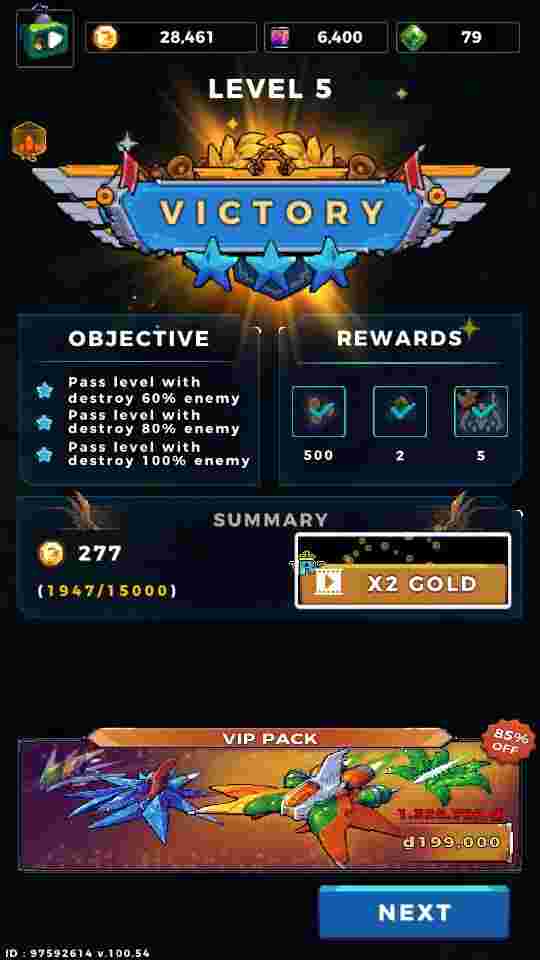 28,461 6,400 79
LEVEL 5
VICTORY
OBJECTIVE
Pass level with
destroy 60% enemy
Pass level with
destroy 80% enemy
Pass level with
destroy 100% enemy
REWARDS
500 2 5
SUMMARY
277
(1947/15000)
X2 GOLD
VIP PACK
85%
OFF
đ199,000
NEXT
ID : 97592614 v.100.54